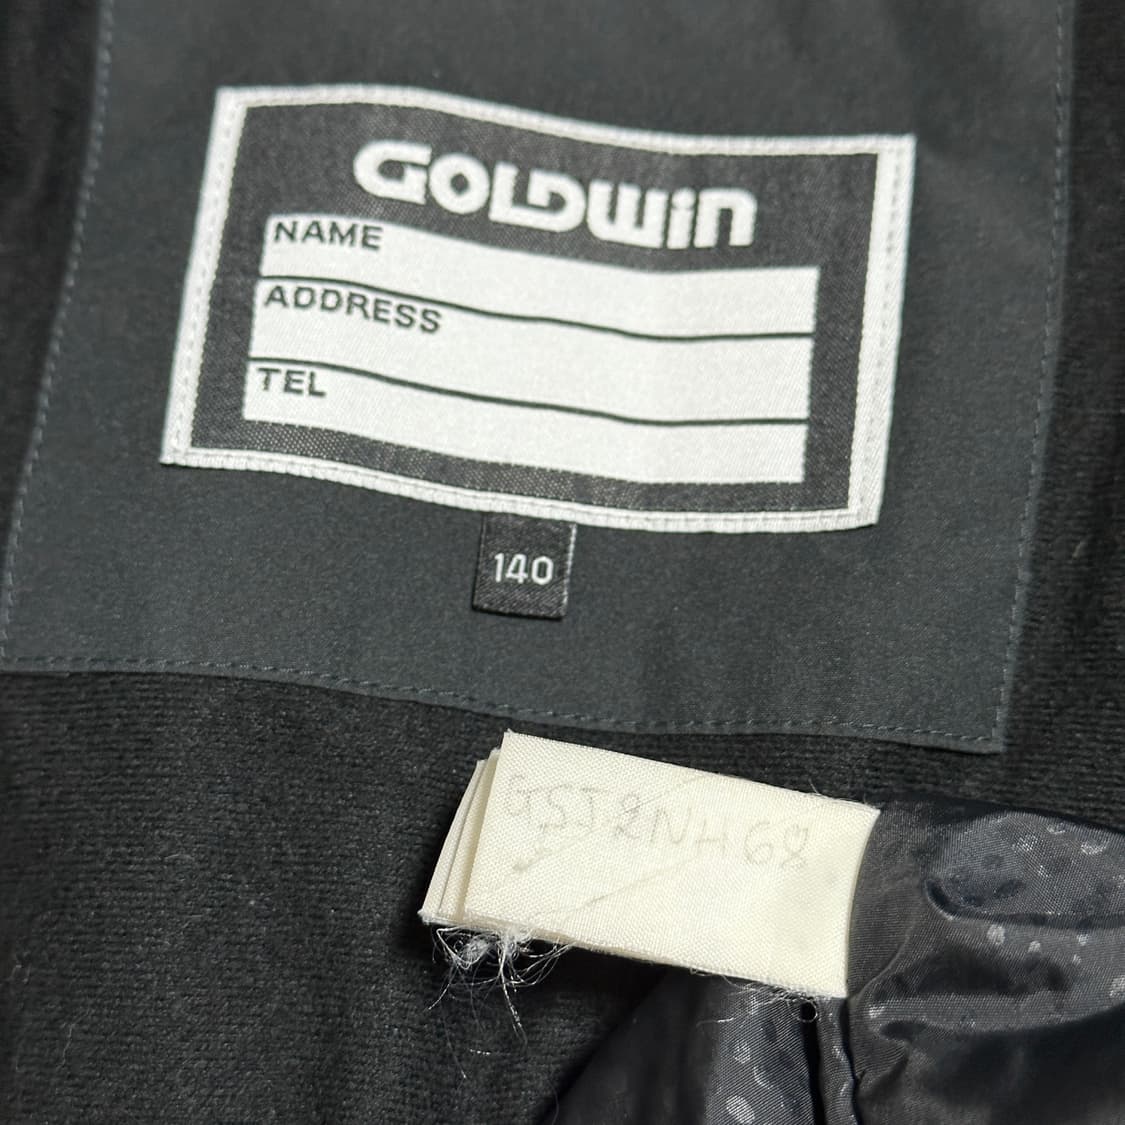 GOLDWIN
NAME
ADDRESS
TEL
140
GSJ2NH68